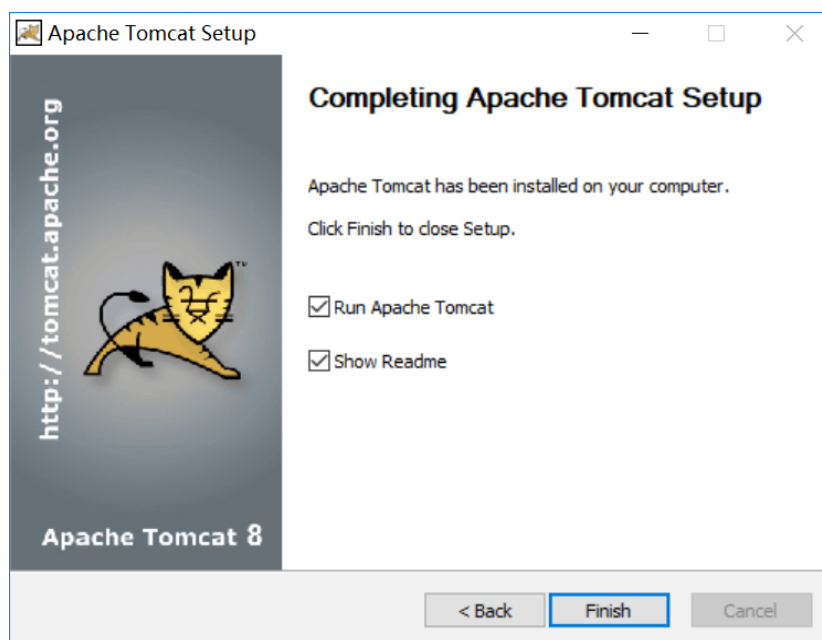 Apache Tomcat Setup
http://tomcat.apache.org
Completing Apache Tomcat Setup
Apache Tomcat has been installed on your computer.
Click Finish to close Setup.
Run Apache Tomcat
Show Readme
TM
Apache Tomcat 8
< Back
Finish
Cancel